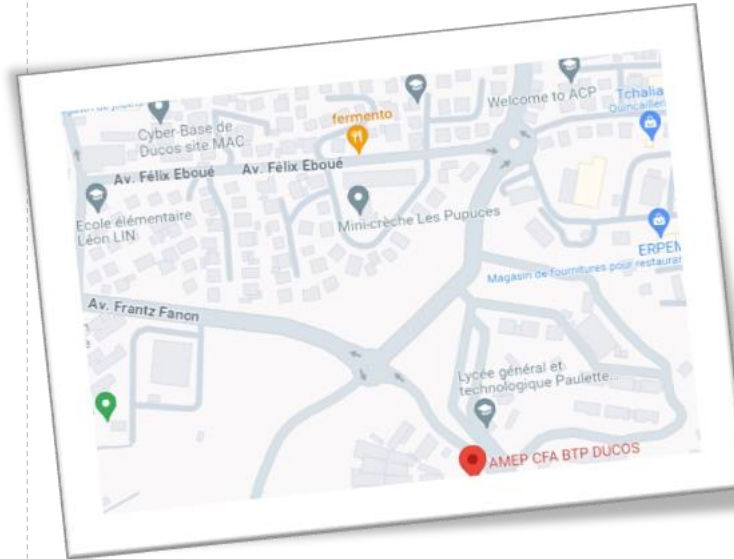 Welcome to ACP
Tchalia
Quincailler
fermento
Cyber-Base de
Ducos site MAC
Av. Félix Eboué
Av. Félix Eboué
Ecole élémentaire
Léon LIN
Mini-crèche Les Pupuces
ERPEM
Magasin de fournitures pour restaurar
Av. Frantz Fanon
Lycée général et
technologique Paulette...
AMEP CFA BTP DUCOS